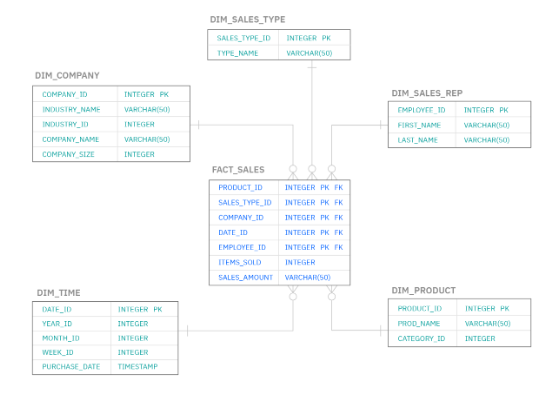 DIM_SALES_TYPE
SALES_TYPE_ID INTEGER PK
TYPE_NAME VARCHAR(50)
DIM_COMPANY
COMPANY_ID INTEGER PK
INDUSTRY_NAME VARCHAR(50)
INDUSTRY_ID INTEGER
COMPANY_NAME VARCHAR(50)
COMPANY_SIZE INTEGER
DIM_SALES_REP
EMPLOYEE_ID INTEGER PK
FIRST_NAME VARCHAR(50)
LAST_NAME VARCHAR(50)
FACT_SALES
PRODUCT_ID INTEGER PK FK
SALES_TYPE_ID INTEGER PK FK
COMPANY_ID INTEGER PK FK
DATE_ID INTEGER PK FK
EMPLOYEE_ID INTEGER PK FK
ITEMS_SOLD INTEGER
SALES_AMOUNT VARCHAR(50)
DIM_TIME
DATE_ID INTEGER PK
YEAR_ID INTEGER
MONTH_ID INTEGER
WEEK_ID INTEGER
PURCHASE_DATE TIMESTAMP
DIM_PRODUCT
PRODUCT_ID INTEGER PK
PROD_NAME VARCHAR(50)
CATEGORY_ID INTEGER